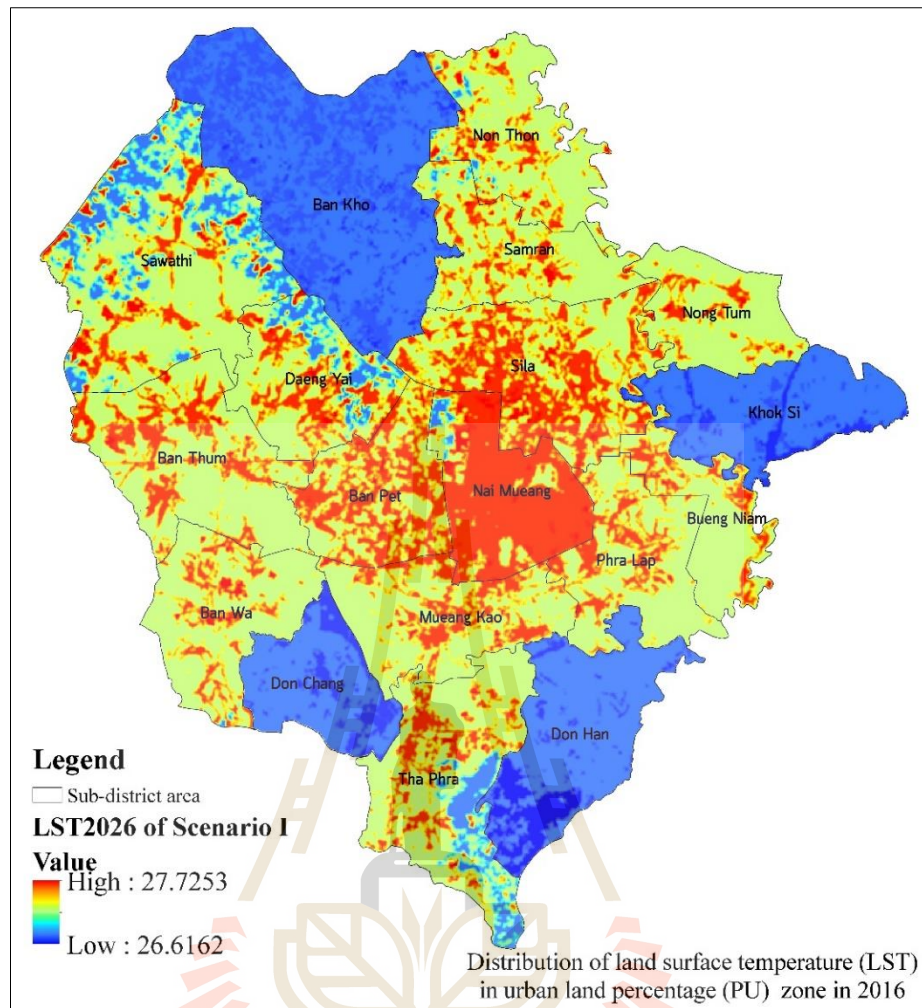 Non Thon
Ban Kho
Samran
Sawathi
Nong Tum
Sila
Daeng Yai
Khok Si
Ban Thum
Ban Pet
Nai Mueang
Bueng Niam
Phra Lap
Ban Wa
Mueang Kao
Don Chang
Don Han
Tha Phra
Legend
Sub-district area
LST2026 of Scenario I
Value
High : 27.7253
Low : 26.6162
Distribution of land surface temperature (LST)
in urban land percentage (PU) zone in 2016